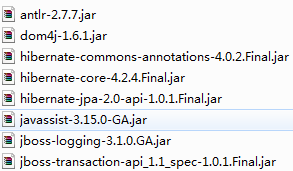 antlr-2.7.7.jar
dom4j-1.6.1.jar
hibernate-commons-annotations-4.0.2.Final.jar
hibernate-core-4.2.4.Final.jar
hibernate-jpa-2.0-api-1.0.1.Final.jar
javassist-3.15.0-GA.jar
jboss-logging-3.1.0.GA.jar
jboss-transaction-api_1.1_spec-1.0.1.Final.jar